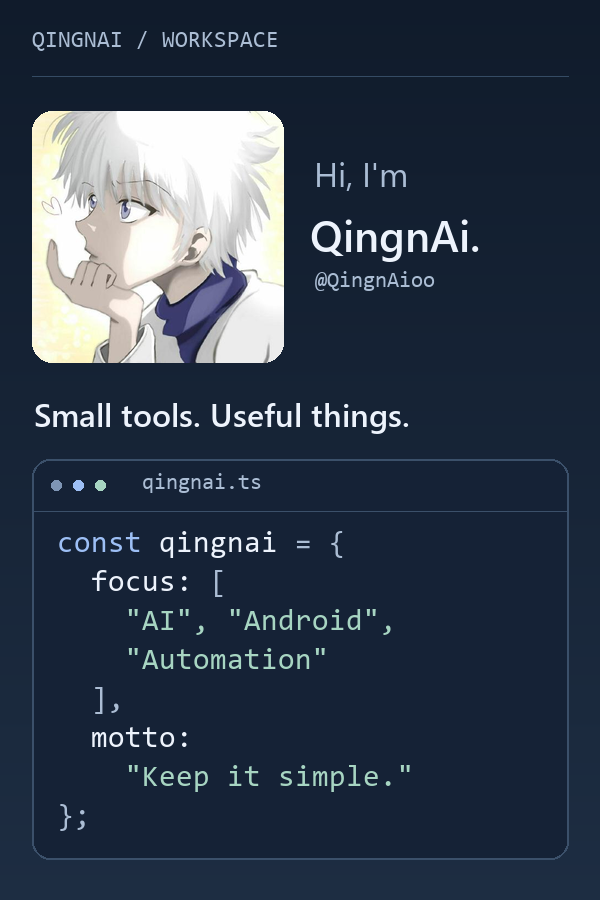 QINGNAI / WORKSPACE
Hi, I'm
QingnAi.
@QingnAioo
Small tools. Useful things.
qingnai.ts
const qingnai = {
  focus: [
    "AI", "Android",
    "Automation"
  ],
  motto:
    "Keep it simple."
};